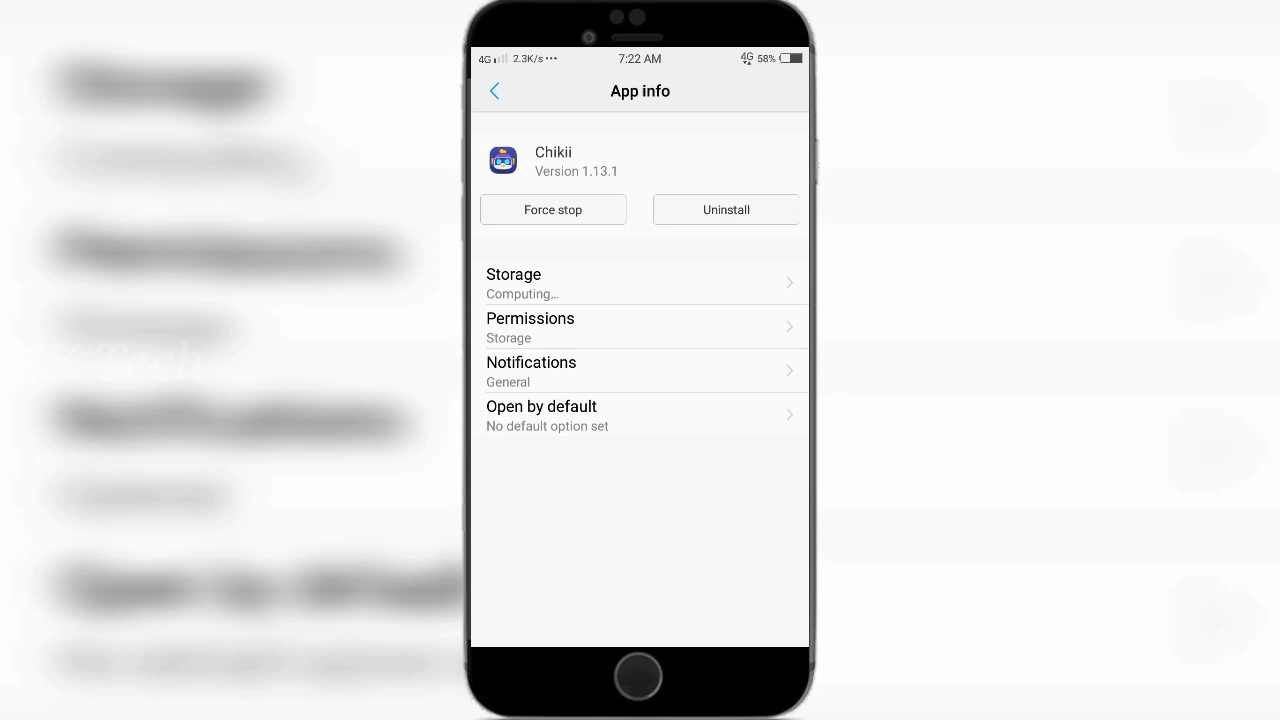 4G 2.3K/s ··· 7:22 AM 4G 58%
App info
Chikii
Version 1.13.1
Force stop Uninstall
Storage
Computing...
Permissions
Storage
Notifications
General
Open by default
No default option set